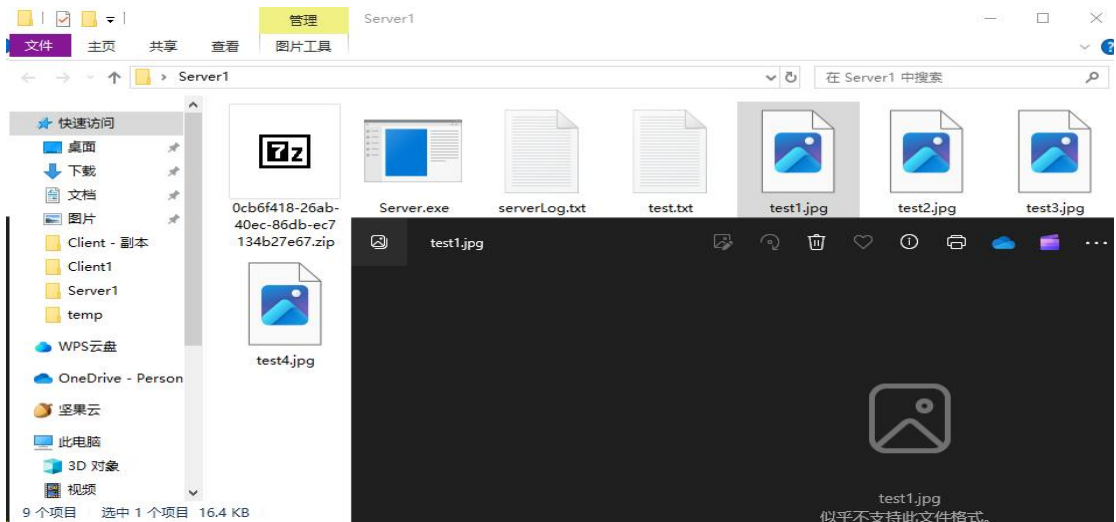 管理
Server1
文件
主页
共享
查看
图片工具
Server1
在 Server1 中搜索
快速访问
桌面
下载
文档
图片
Client - 副本
Client1
Server1
temp
WPS云盘
OneDrive - Person
坚果云
此电脑
3D 对象
视频
7z
0cb6f418-26ab-
40ec-86db-ec7
134b27e67.zip
Server.exe
serverLog.txt
test.txt
test1.jpg
test2.jpg
test3.jpg
test4.jpg
test1.jpg
test1.jpg
似乎不支持此文件格式。
9 个项目 选中 1 个项目 16.4 KB